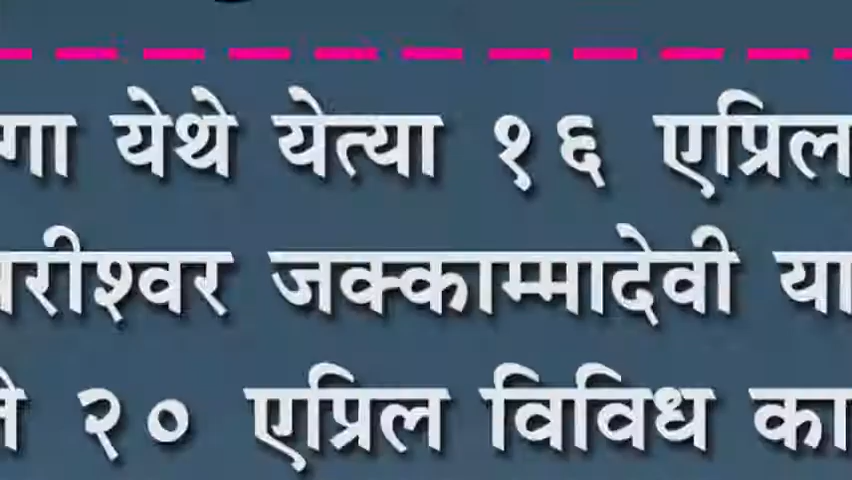 गा येथे येत्या १६ एप्रिल
रीश्वर जक्काम्मादेवी या
२० एप्रिल विविध का